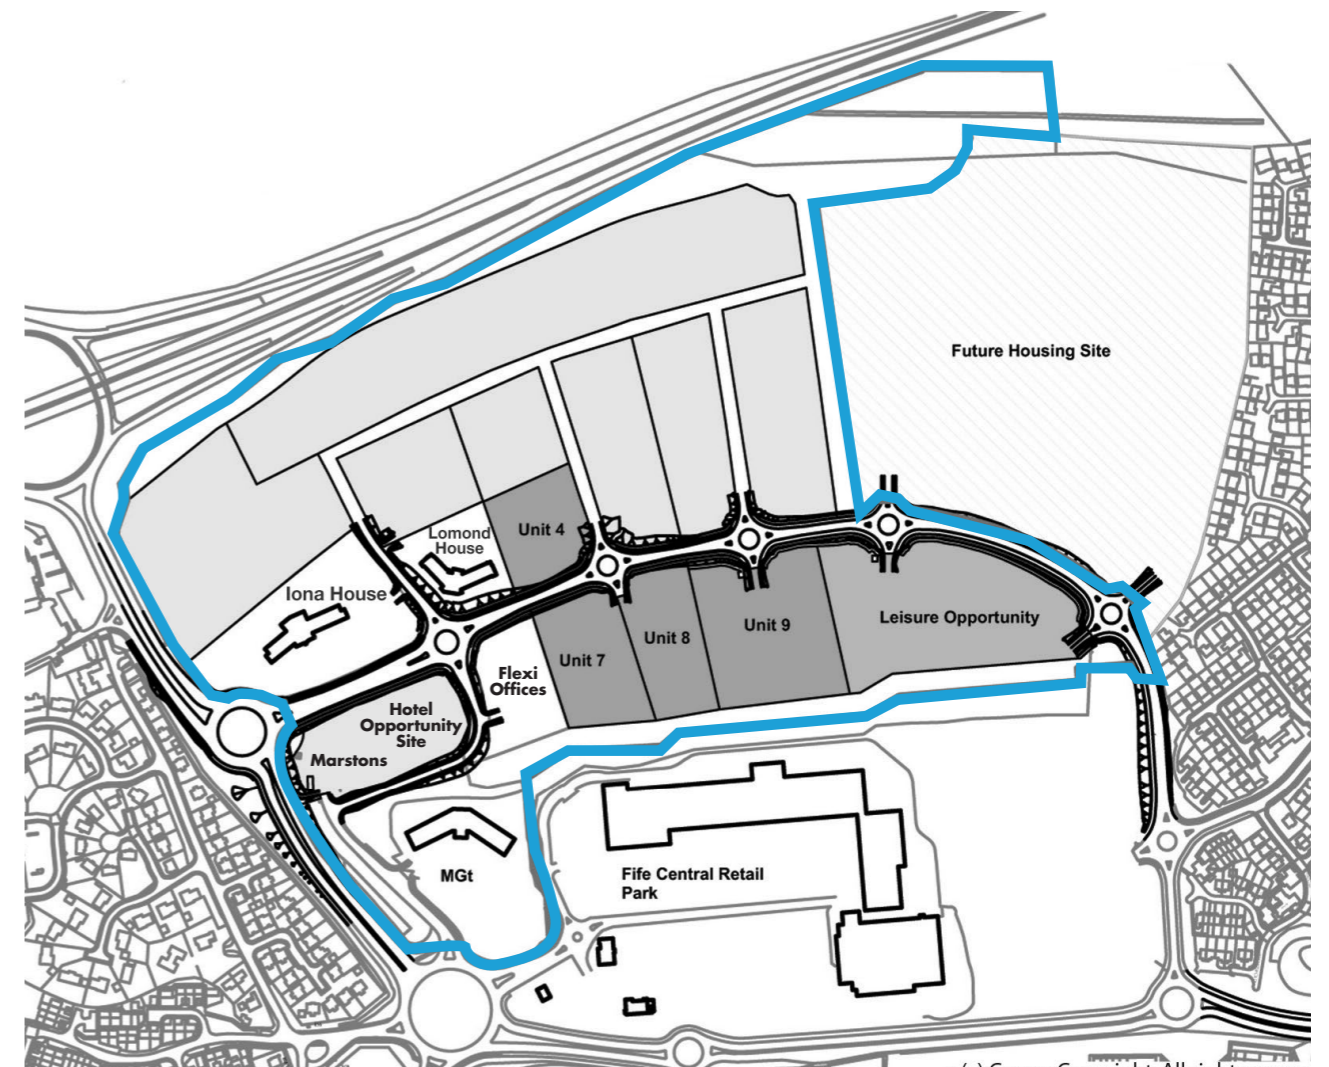 Future Housing Site
Unit 4
Lomond
House
Iona House
Leisure Opportunity
Unit 9
Unit 8
Unit 7
Flexi
Offices
Hotel
Opportunity
Site
Marstons
MGt
Fife Central Retail
Park